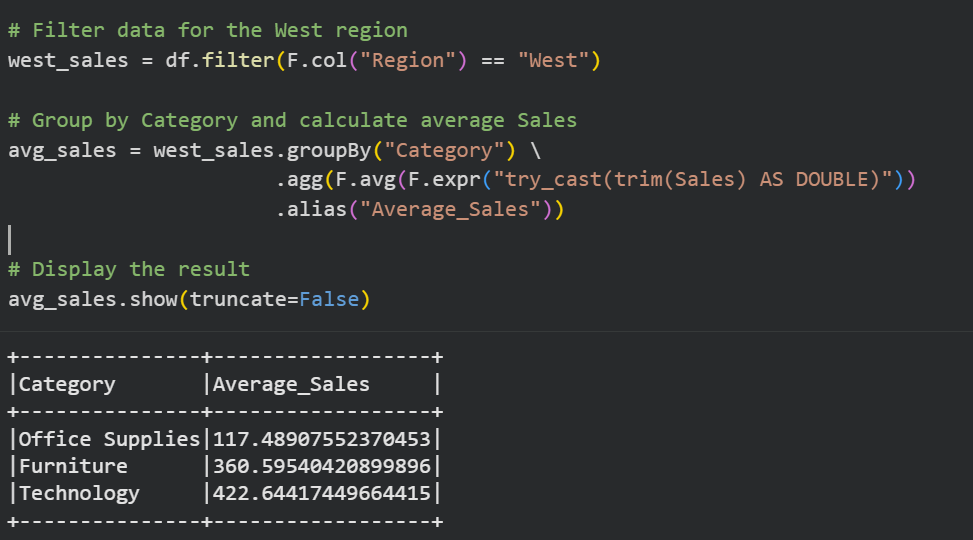 # Filter data for the West region
west_sales = df.filter(F.col("Region") == "West")
# Group by Category and calculate average Sales
avg_sales = west_sales.groupBy("Category") \
.agg(F.avg(F.expr("try_cast(trim(Sales) AS DOUBLE)"))
.alias("Average_Sales"))
# Display the result
avg_sales.show(truncate=False)
+---------------+------------------+
|Category       |Average_Sales     |
+---------------+------------------+
|Office Supplies|117.48907552370453|
|Furniture      |360.59540420899896|
|Technology     |422.64417449664415|
+---------------+------------------+